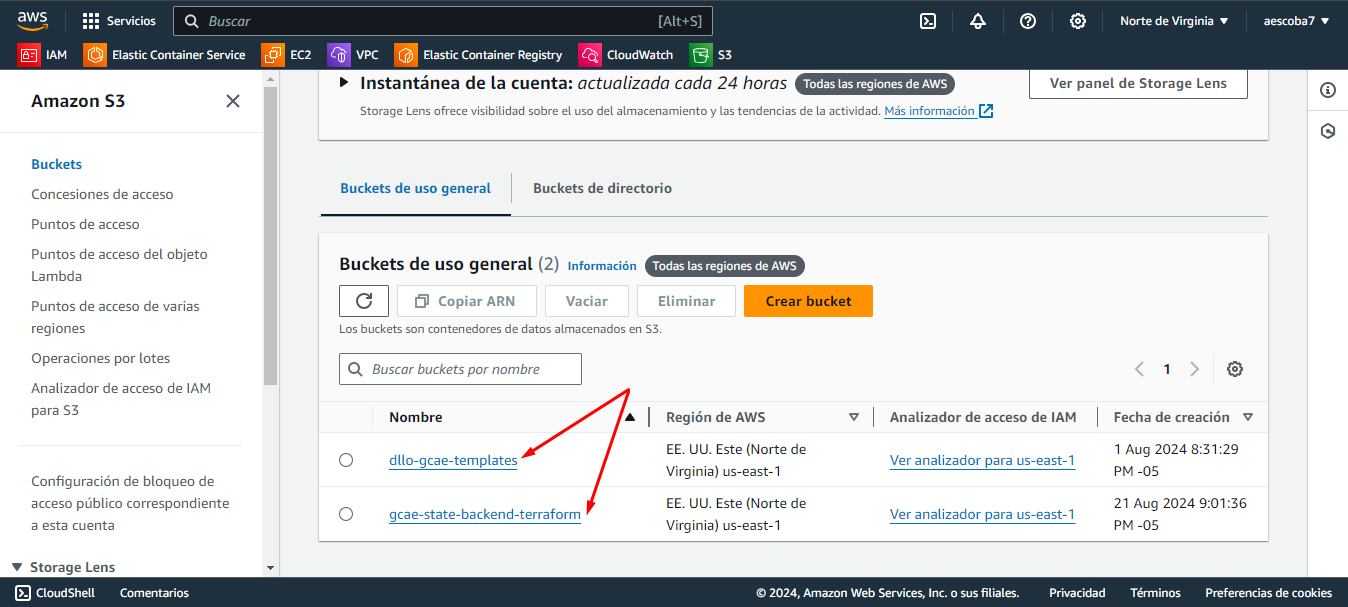 aws
Servicios
Buscar
[Alt+S]
Norte de Virginia
aescoba7
IAM
Elastic Container Service
EC2
VPC
Elastic Container Registry
CloudWatch
S3
Amazon S3
Buckets
Concesiones de acceso
Puntos de acceso
Puntos de acceso del objeto
Lambda
Puntos de acceso de varias
regiones
Operaciones por lotes
Analizador de acceso de IAM
para S3
Configuración de bloqueo de
acceso público correspondiente
a esta cuenta
Storage Lens
Instantánea de la cuenta: actualizada cada 24 horas
Todas las regiones de AWS
Ver panel de Storage Lens
Storage Lens ofrece visibilidad sobre el uso del almacenamiento y las tendencias de la actividad. Más información
Buckets de uso general
Buckets de directorio
Buckets de uso general (2)
Información
Todas las regiones de AWS
Copiar ARN
Vaciar
Eliminar
Crear bucket
Los buckets son contenedores de datos almacenados en S3.
Buscar buckets por nombre
1
Nombre
Región de AWS
Analizador de acceso de IAM
Fecha de creación
dllo-gcae-templates
EE. UU. Este (Norte de
Virginia) us-east-1
Ver analizador para us-east-1
1 Aug 2024 8:31:29
PM -05
gcae-state-backend-terraform
EE. UU. Este (Norte de
Virginia) us-east-1
Ver analizador para us-east-1
21 Aug 2024 9:01:36
PM -05
CloudShell
Comentarios
© 2024, Amazon Web Services, Inc. o sus filiales.
Privacidad
Términos
Preferencias de cookies